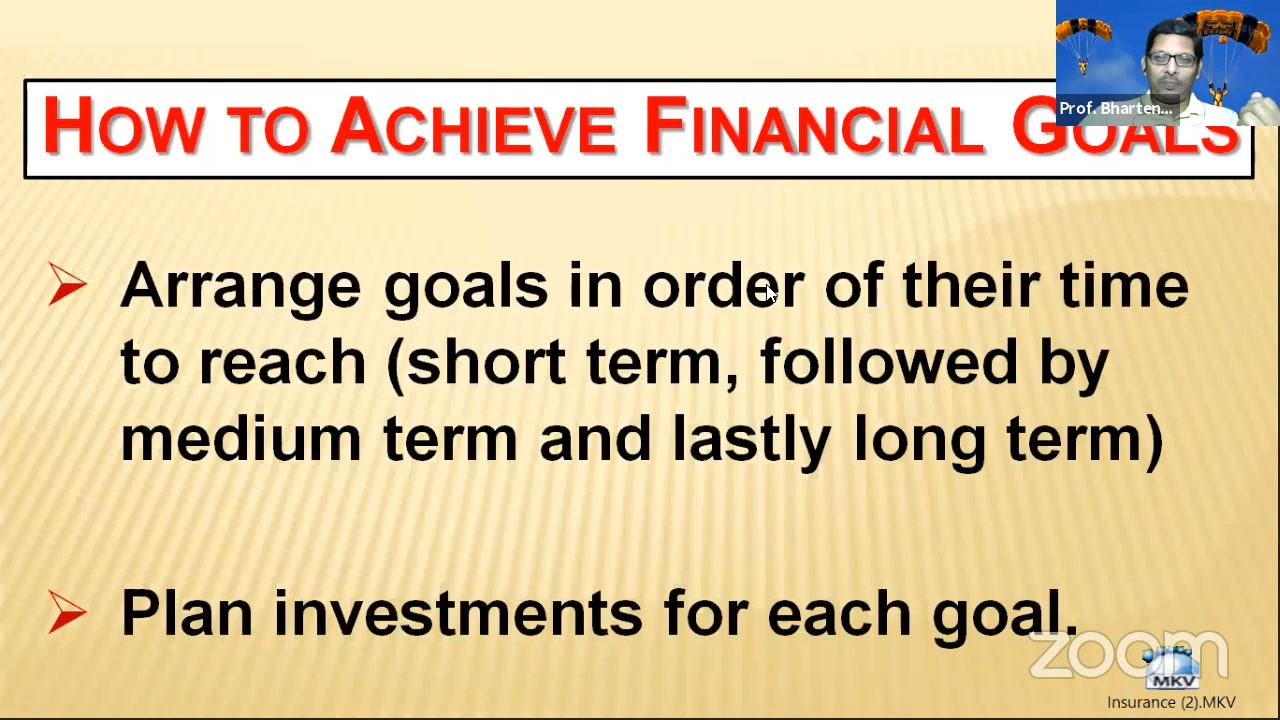 HOW TO ACHIEVE FINANCIAL GOALS
Prof. Bharten...
Arrange goals in order of their time
to reach (short term, followed by
medium term and lastly long term)
Plan investments for each goal.
zoom
MKV
Insurance (2).MKV